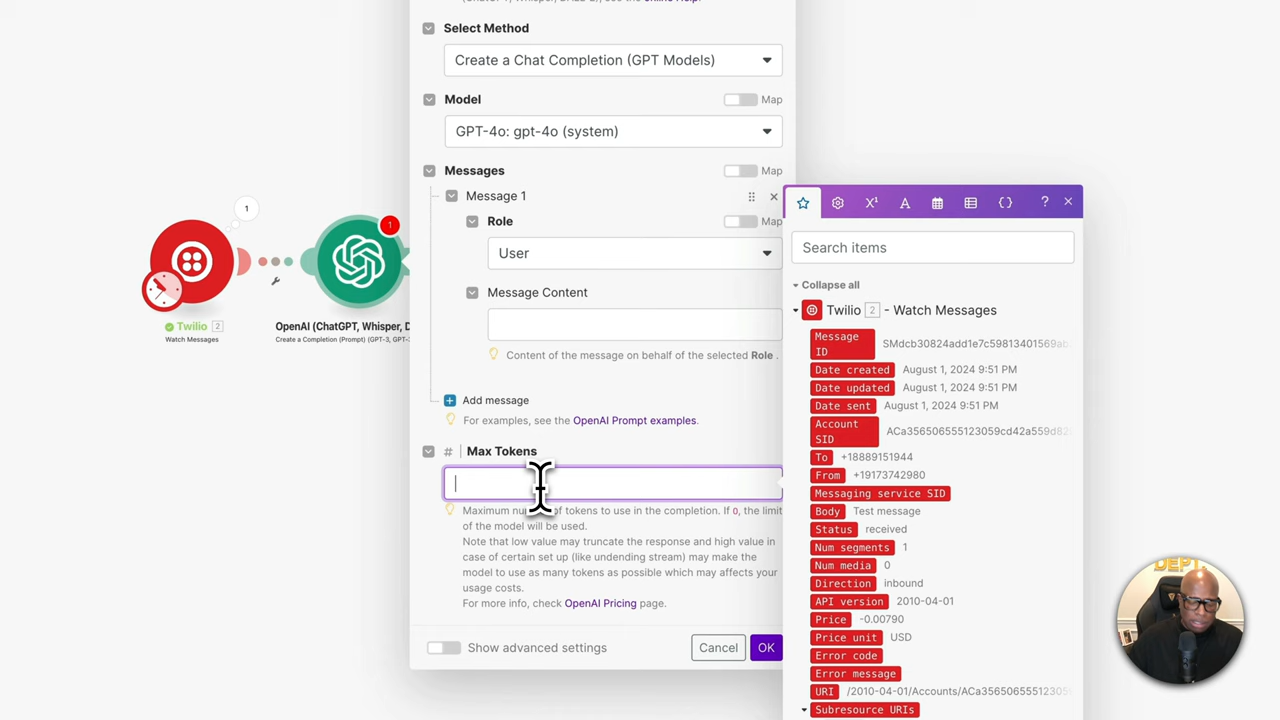 Select Method
Create a Chat Completion (GPT Models)
Model
Map
GPT-4o: gpt-4o (system)
Messages
Map
Message 1
Role
Map
User
Message Content
Content of the message on behalf of the selected Role .
Add message
For examples, see the OpenAI Prompt examples.
# Max Tokens
of tokens to use in the completion. If 0, the limit
of the model will be used.
Note that low value may truncate the response and high value in
case of certain set up (like undending stream) may make the
model to use as many tokens as possible which may affects your
usage costs.
For more info, check OpenAI Pricing page.
Show advanced settings
Cancel
OK
1
Twilio 2
Watch Messages
1
OpenAI (ChatGPT, Whisper, D
Create a Completion (Prompt) (GPT-3, GPT-
?
Search items
Collapse all
Twilio 2 - Watch Messages
Message
ID
SMdcb30824add1e7c59813401569ab
Date created August 1, 2024 9:51 PM
Date updated August 1, 2024 9:51 PM
Date sent August 1, 2024 9:51 PM
Account
SID
ACa356506555123059cd42a559d82
To +18889151944
From +19173742980
Messaging service SID
Body Test message
Status received
Num segments 1
Num media 0
Direction inbound
API version 2010-04-01
Price -0.00790
Price unit USD
Error code
Error message
URI /2010-04-01/Accounts/ACa3565065551230
Subresource URIs
DEPT.